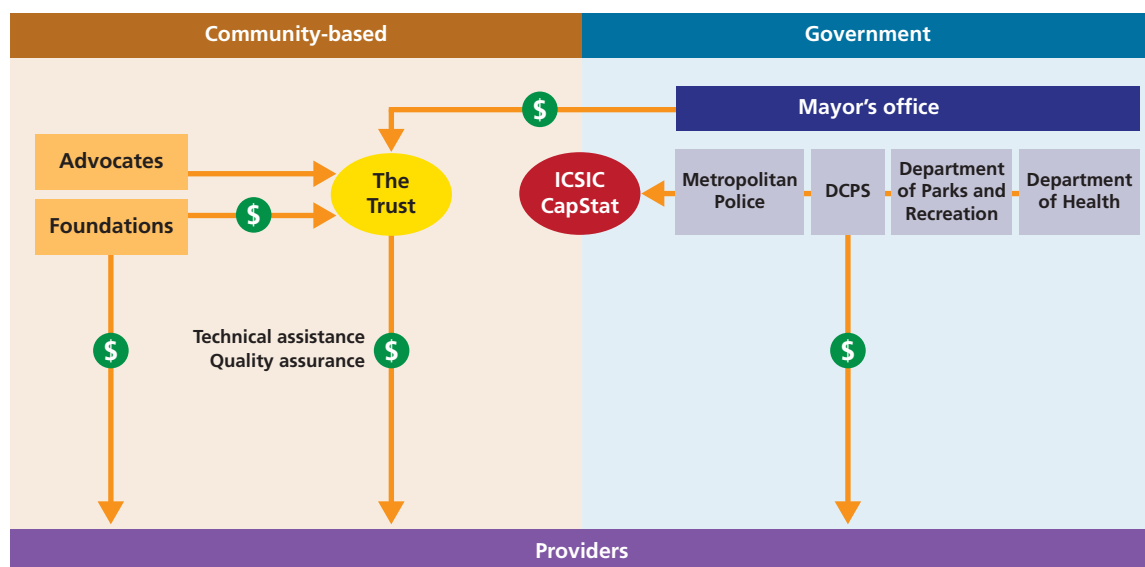 Community-based
Government
$
Mayor's office
Advocates
Foundations
$
The
Trust
ICSIC
CapStat
Metropolitan
Police
DCPS
Department
of Parks and
Recreation
Department
of Health
$
Technical assistance
Quality assurance
$
$
Providers